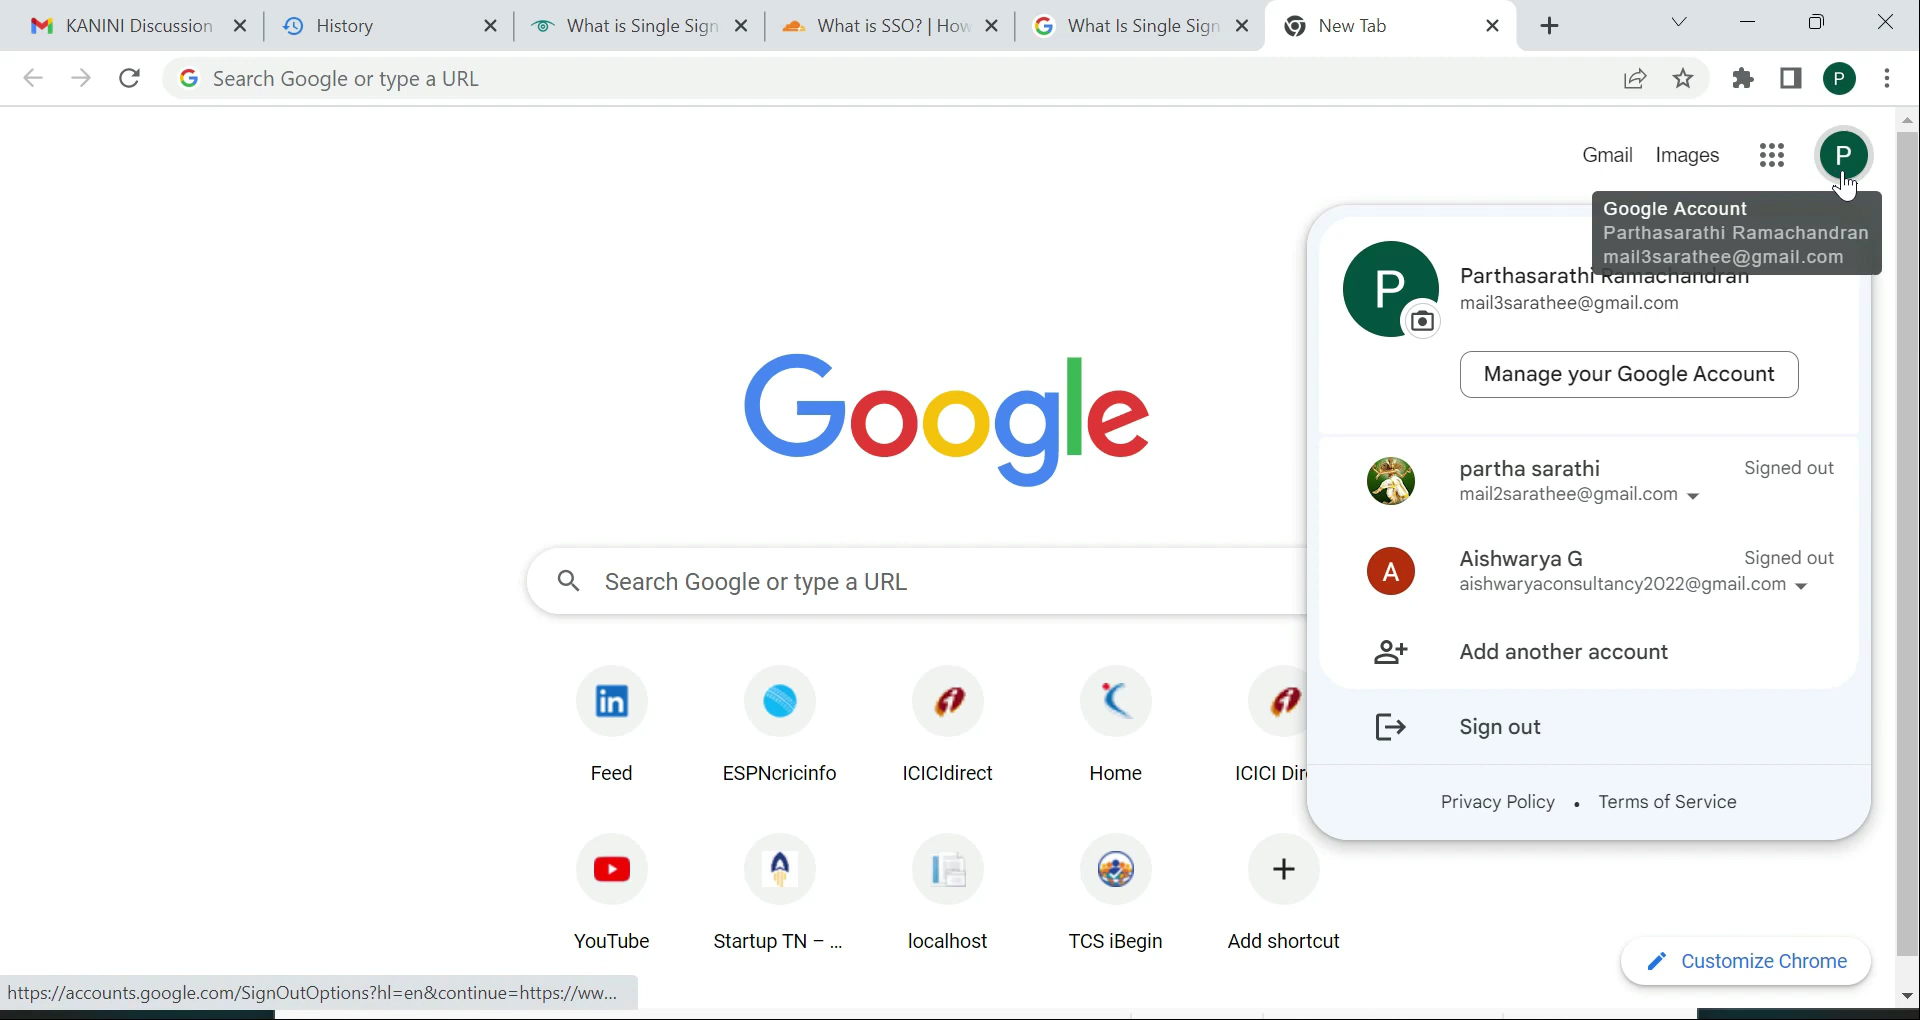 KANINI Discussion
History
What is Single Sign
What is SSO? | How
What Is Single Sign
New Tab
Search Google or type a URL
P
Gmail
Images
P
Google Account
Parthasarathi Ramachandran
mail3sarathee@gmail.com
P
Parthasarathi Ramachandran
mail3sarathee@gmail.com
Manage your Google Account
Google
partha sarathi
Signed out
mail2sarathee@gmail.com
A
Aishwarya G
Signed out
aishwaryaconsultancy2022@gmail.com
Search Google or type a URL
Add another account
Sign out
Privacy Policy • Terms of Service
in
Feed
ESPNcricinfo
ICICIdirect
Home
ICICI Dir
YouTube
Startup TN – ...
localhost
TCS iBegin
Add shortcut
Customize Chrome
https://accounts.google.com/SignOutOptions?hl=en&continue=https://ww...